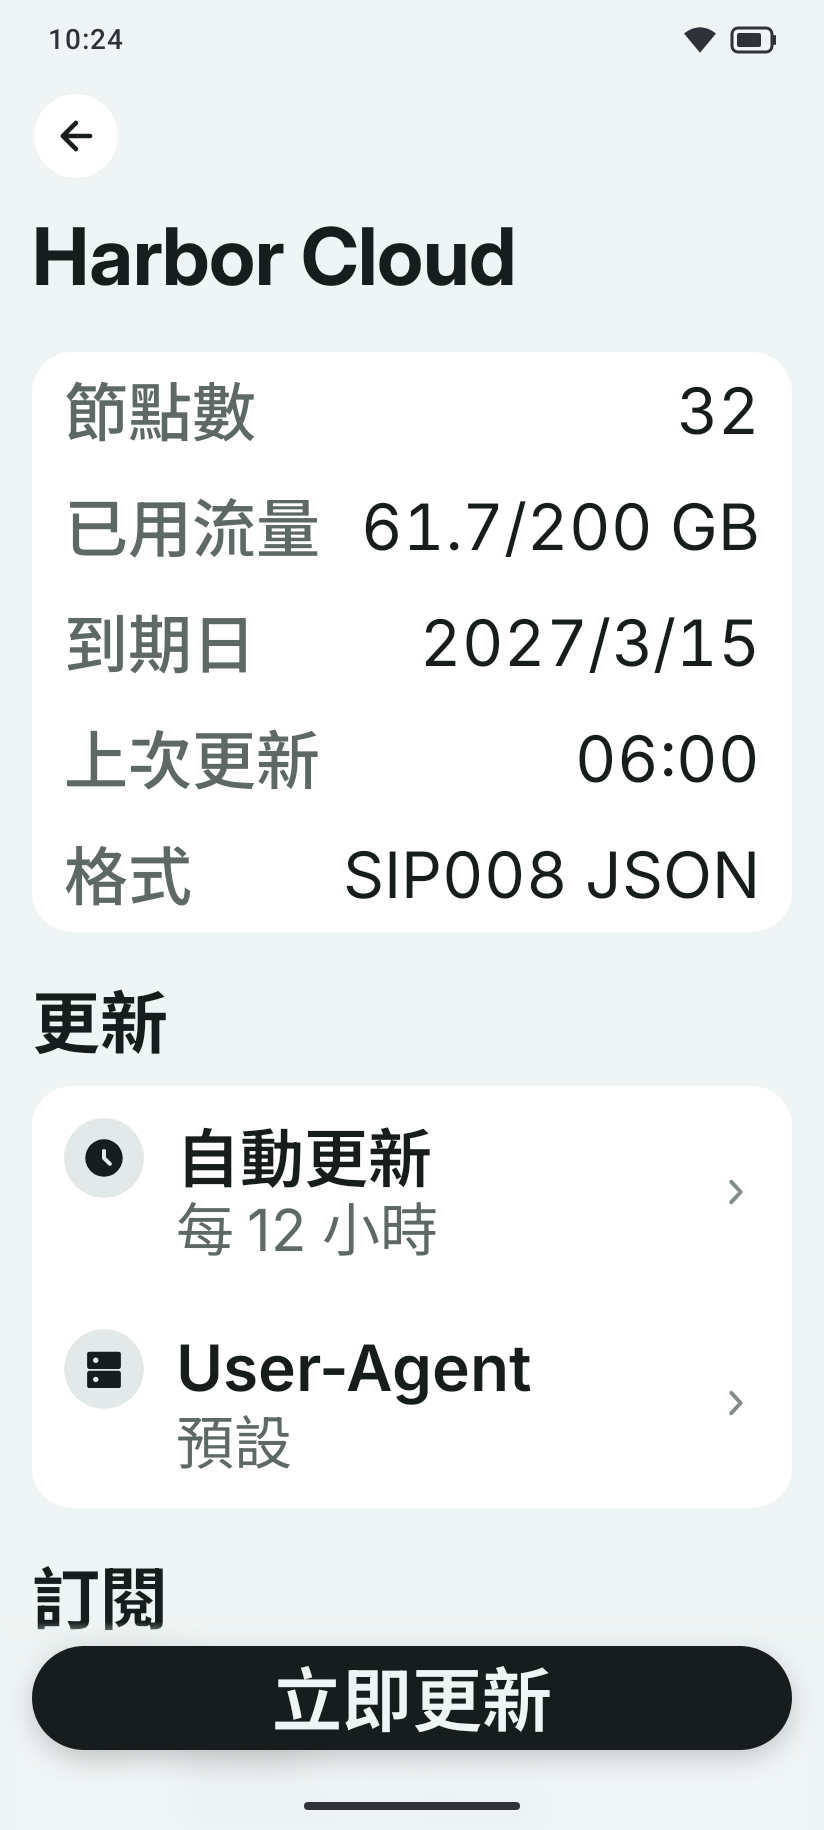 10:24
Harbor Cloud
節點數 32
已用流量 61.7/200 GB
到期日 2027/3/15
上次更新 06:00
格式 SIP008 JSON
更新
自動更新
每 12 小時
User-Agent
預設
訂閱
立即更新